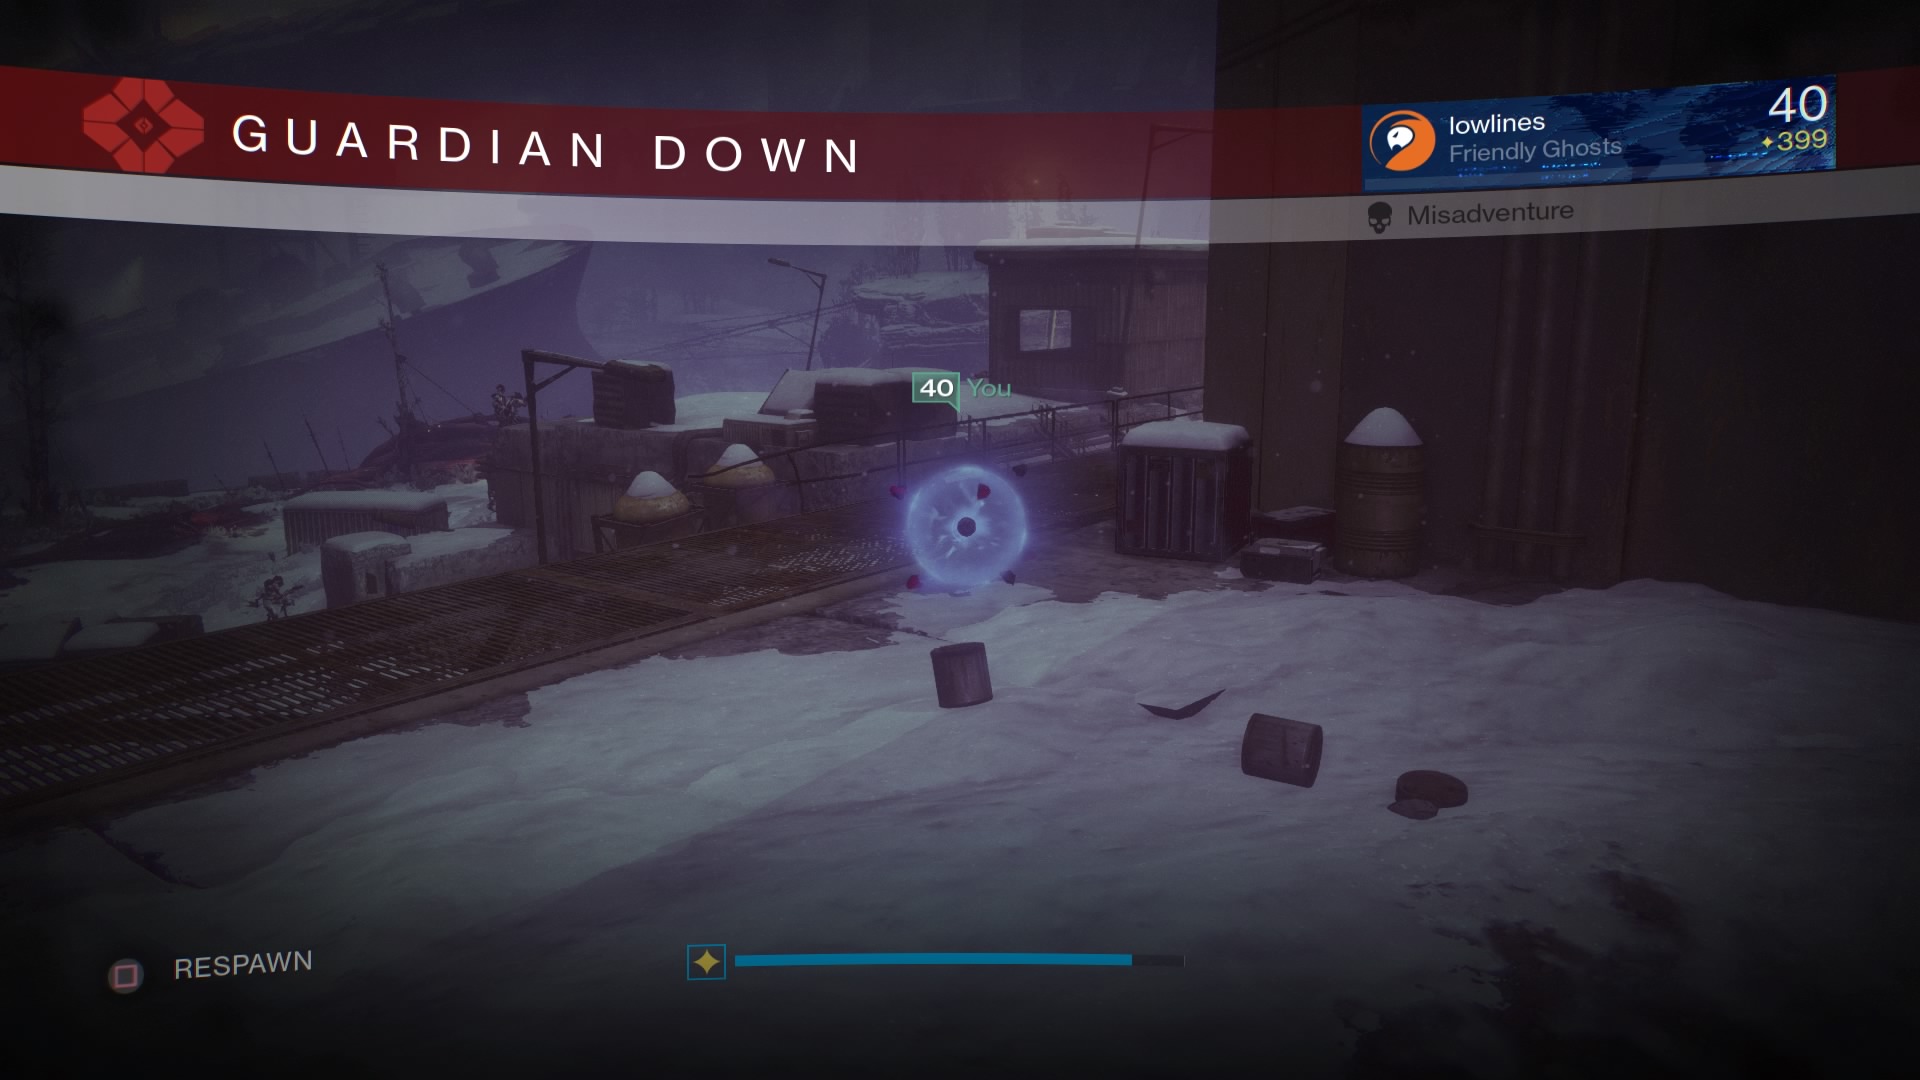 GUARDIAN DOWN
lowlines
Friendly Ghosts
40
399
Misadventure
40 You
RESPAWN